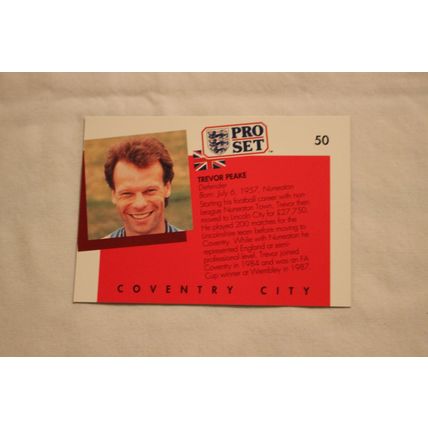 PRO
SET
50
TREVOR PEAKE
Defender
Born: July 6, 1957, Nuneaton
Starting his football career with non-
League Nuneaton Town, Trevor then
moved to Lincoln City for £27,750.
He played 200 matches for the
Lincolnshire team before moving to
Coventry. While with Nuneaton he
represented England at semi-
professional level. Trevor joined
Coventry in 1984 and was an FA
Cup winner at Wembley in 1987.
COVENTRY CITY